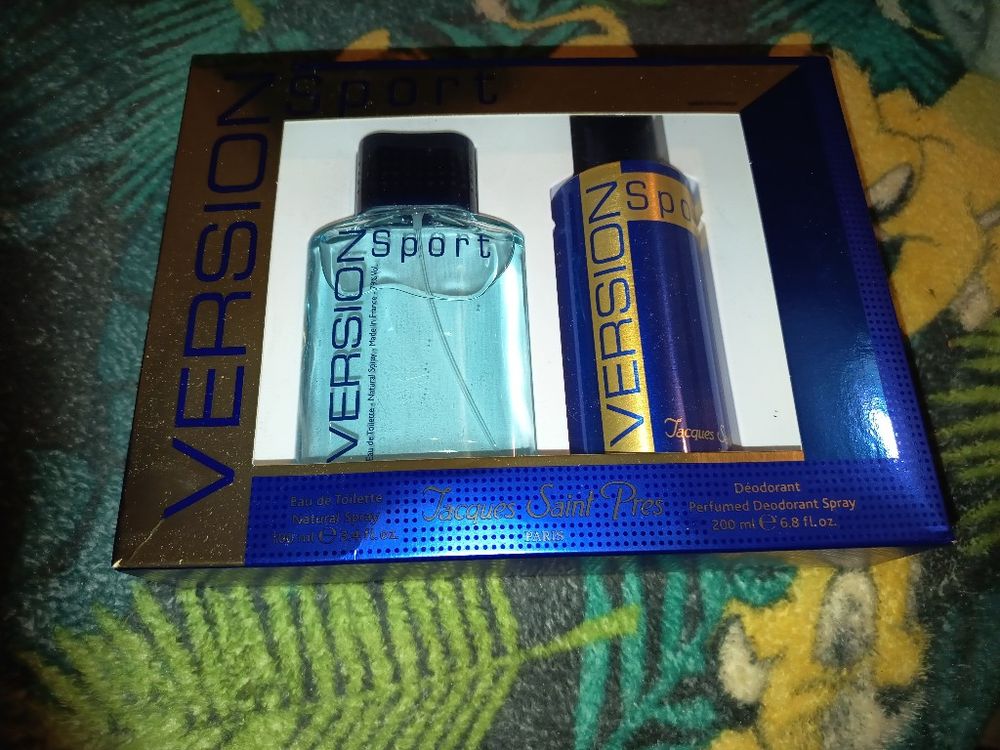 VERSION
Sport
VERSION
Sport
Eau de Toilette - Natural Spray - Made in France - 79% Vol.
VERSION
Spo
Jacques S
Eau de Toilette
Natural Spray
100 ml ℮ 3.4 fl. oz.
Jacques Saint Pres
PARIS
Déodorant
Perfumed Deodorant Spray
200 ml ℮ 6.8 fl. oz.